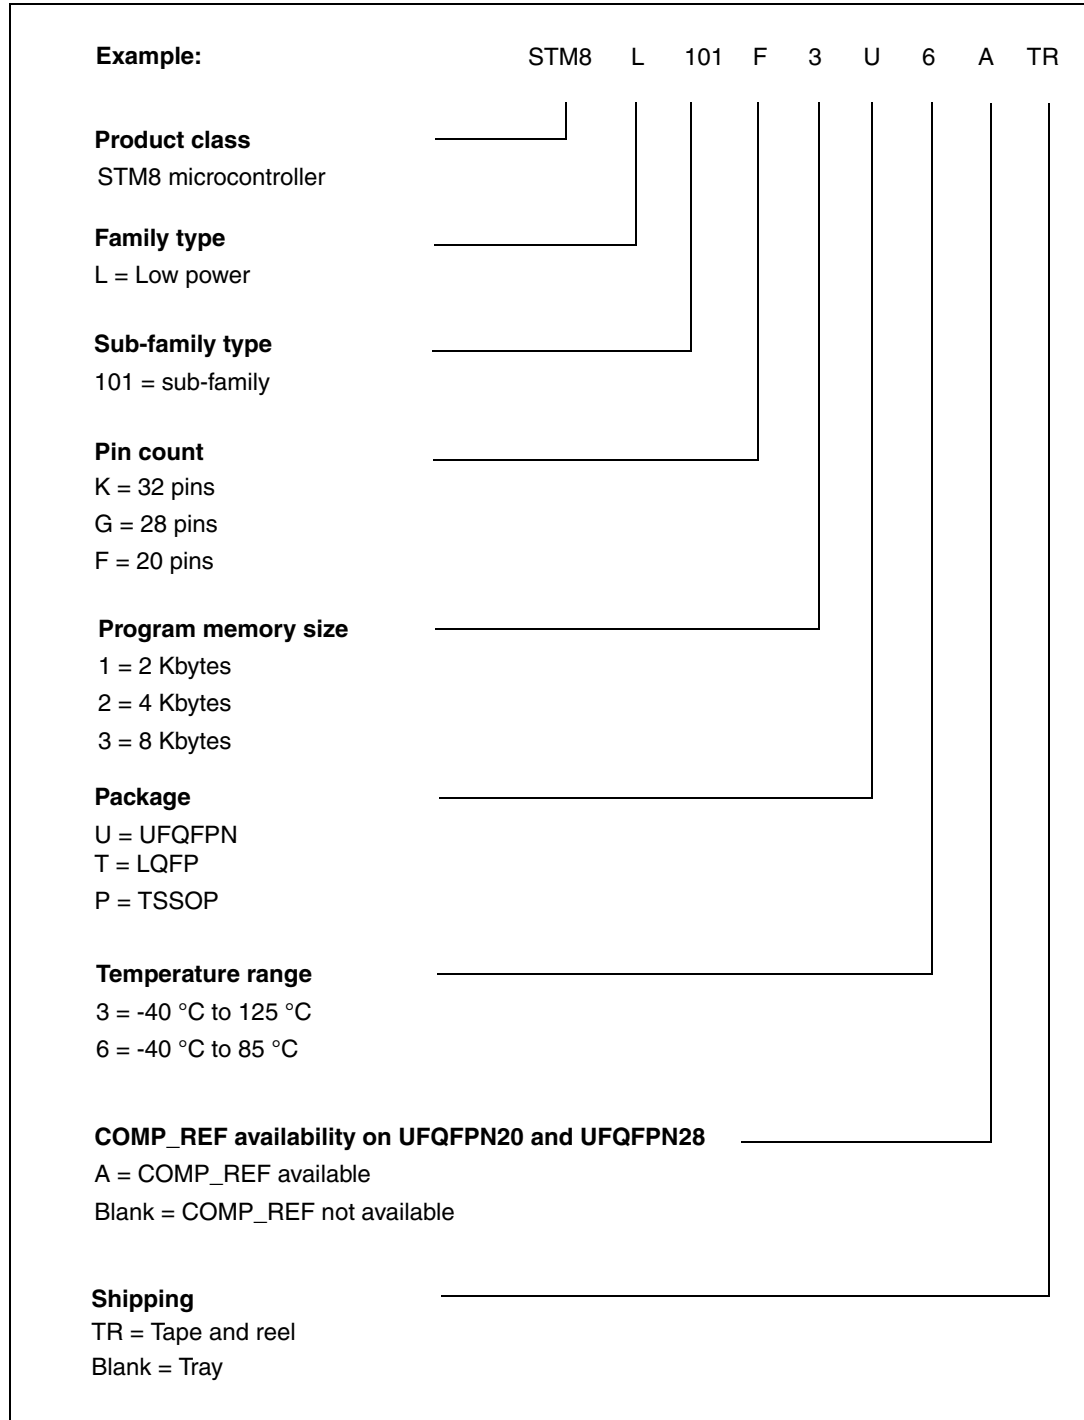 Example: STM8 L 101 F 3 U 6 A TR
Product class
STM8 microcontroller
Family type
L = Low power
Sub-family type
101 = sub-family
Pin count
K = 32 pins
G = 28 pins
F = 20 pins
Program memory size
1 = 2 Kbytes
2 = 4 Kbytes
3 = 8 Kbytes
Package
U = UFQFPN
T = LQFP
P = TSSOP
Temperature range
3 = -40 °C to 125 °C
6 = -40 °C to 85 °C
COMP_REF availability on UFQFPN20 and UFQFPN28
A = COMP_REF available
Blank = COMP_REF not available
Shipping
TR = Tape and reel
Blank = Tray